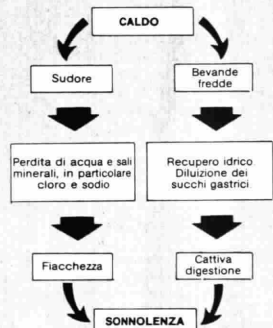 CALDO
Sudore
Bevande
fredde
Perdita di acqua e sali
minerali, in particolare
cloro e sodio
Recupero idrico
Diluizione dei
succhi gastrici
Fiacchezza
Cattiva
digestione
SONNOLENZA